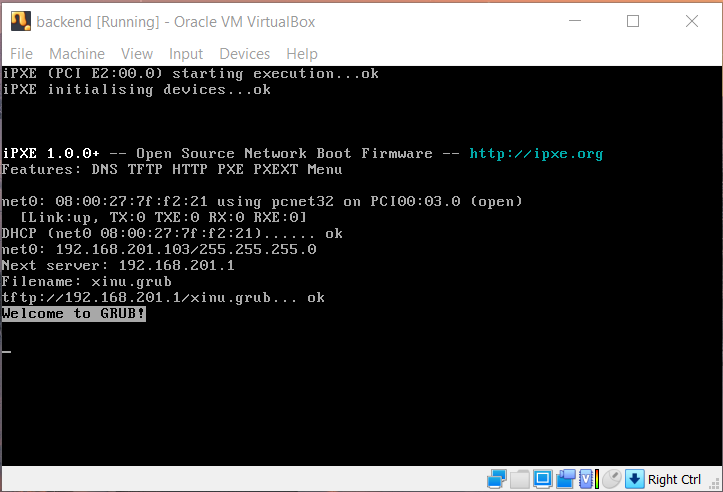 backend [Running] - Oracle VM VirtualBox
File Machine View Input Devices Help
iPXE (PCI E2:00.0) starting execution...ok
iPXE initialising devices...ok
iPXE 1.0.0+ -- Open Source Network Boot Firmware -- http://ipxe.org
Features: DNS TFTP HTTP PXE PXEXT Menu
net0: 08:00:27:7f:f2:21 using pcnet32 on PCI00:03.0 (open)
[Link:up, TX:0 TXE:0 RX:0 RXE:0]
DHCP (net0 08:00:27:7f:f2:21)...... ok
net0: 192.168.201.103/255.255.255.0
Next server: 192.168.201.1
Filename: xinu.grub
tftp://192.168.201.1/xinu.grub... ok
Welcome to GRUB!
Right Ctrl